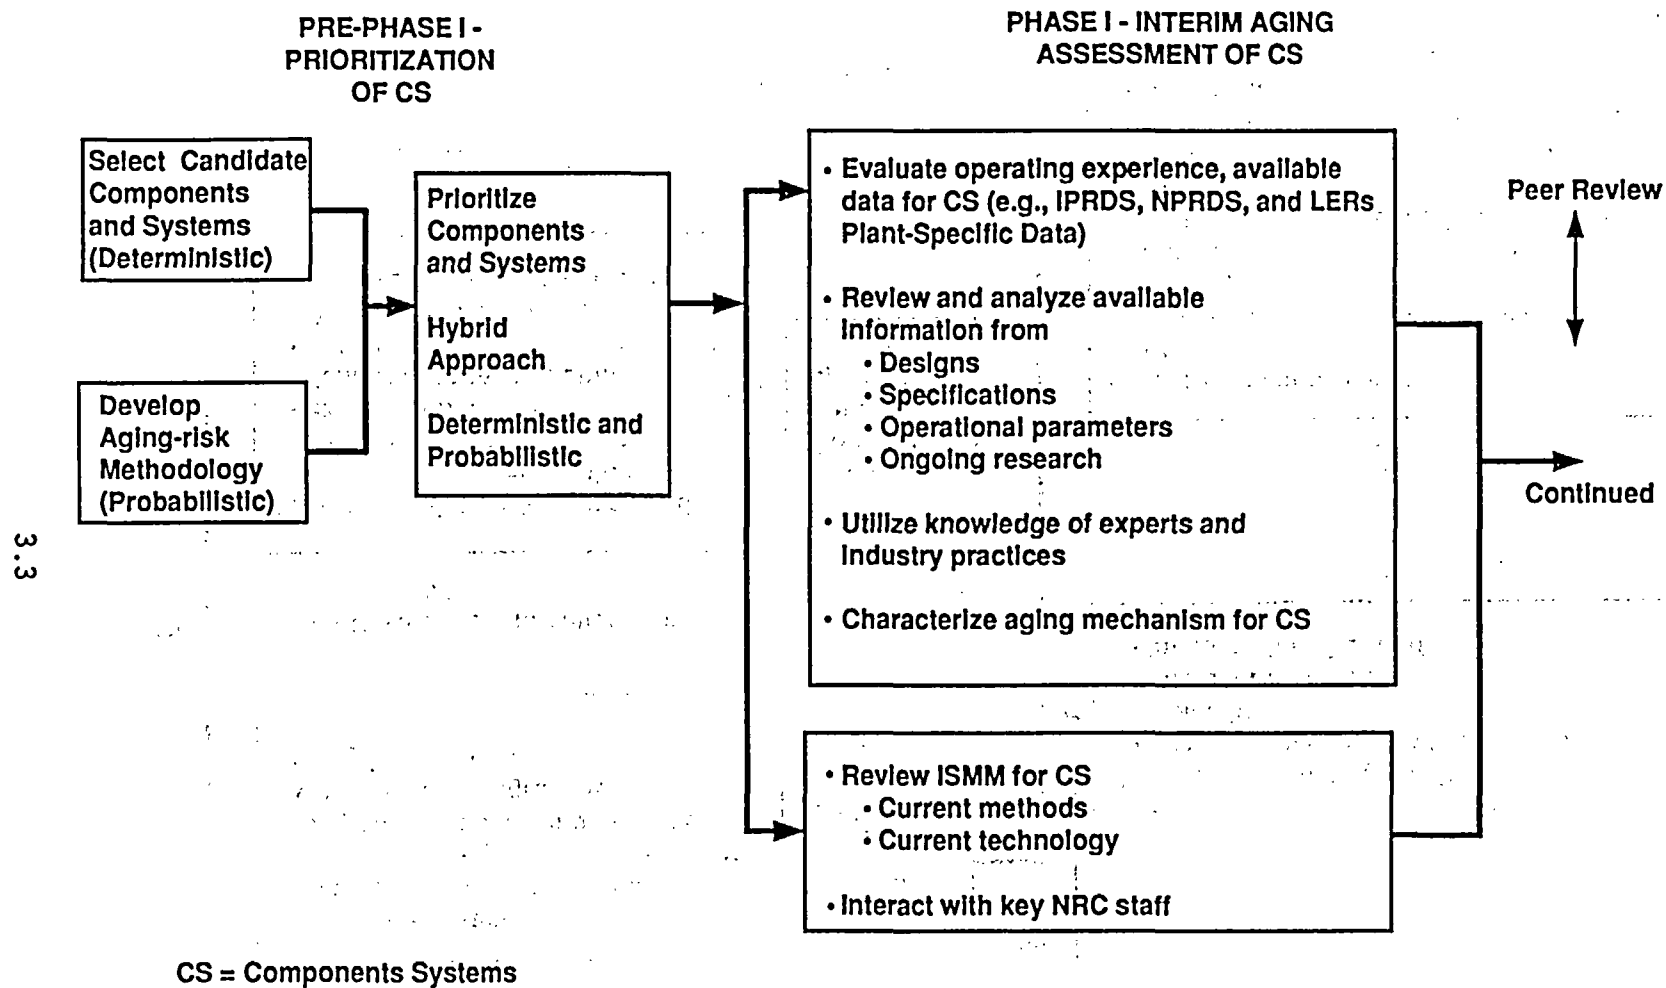 PRE-PHASE I -
PRIORITIZATION
OF CS
PHASE I - INTERIM AGING
ASSESSMENT OF CS
Select Candidate
Components
and Systems
(Deterministic)
Develop
Aging-risk
Methodology
(Probabilistic)
Prioritize
Components
and Systems
Hybrid
Approach
Deterministic and
Probabilistic
• Evaluate operating experience, available
data for CS (e.g., IPRDS, NPRDS, and LERs
Plant-Specific Data)
• Review and analyze available
Information from
• Designs
• Specifications
• Operational parameters
• Ongoing research
• Utilize knowledge of experts and
Industry practices
• Characterize aging mechanism for CS
• Review ISMM for CS
• Current methods
• Current technology
• Interact with key NRC staff
Peer Review
Continued
3.3
CS = Components Systems